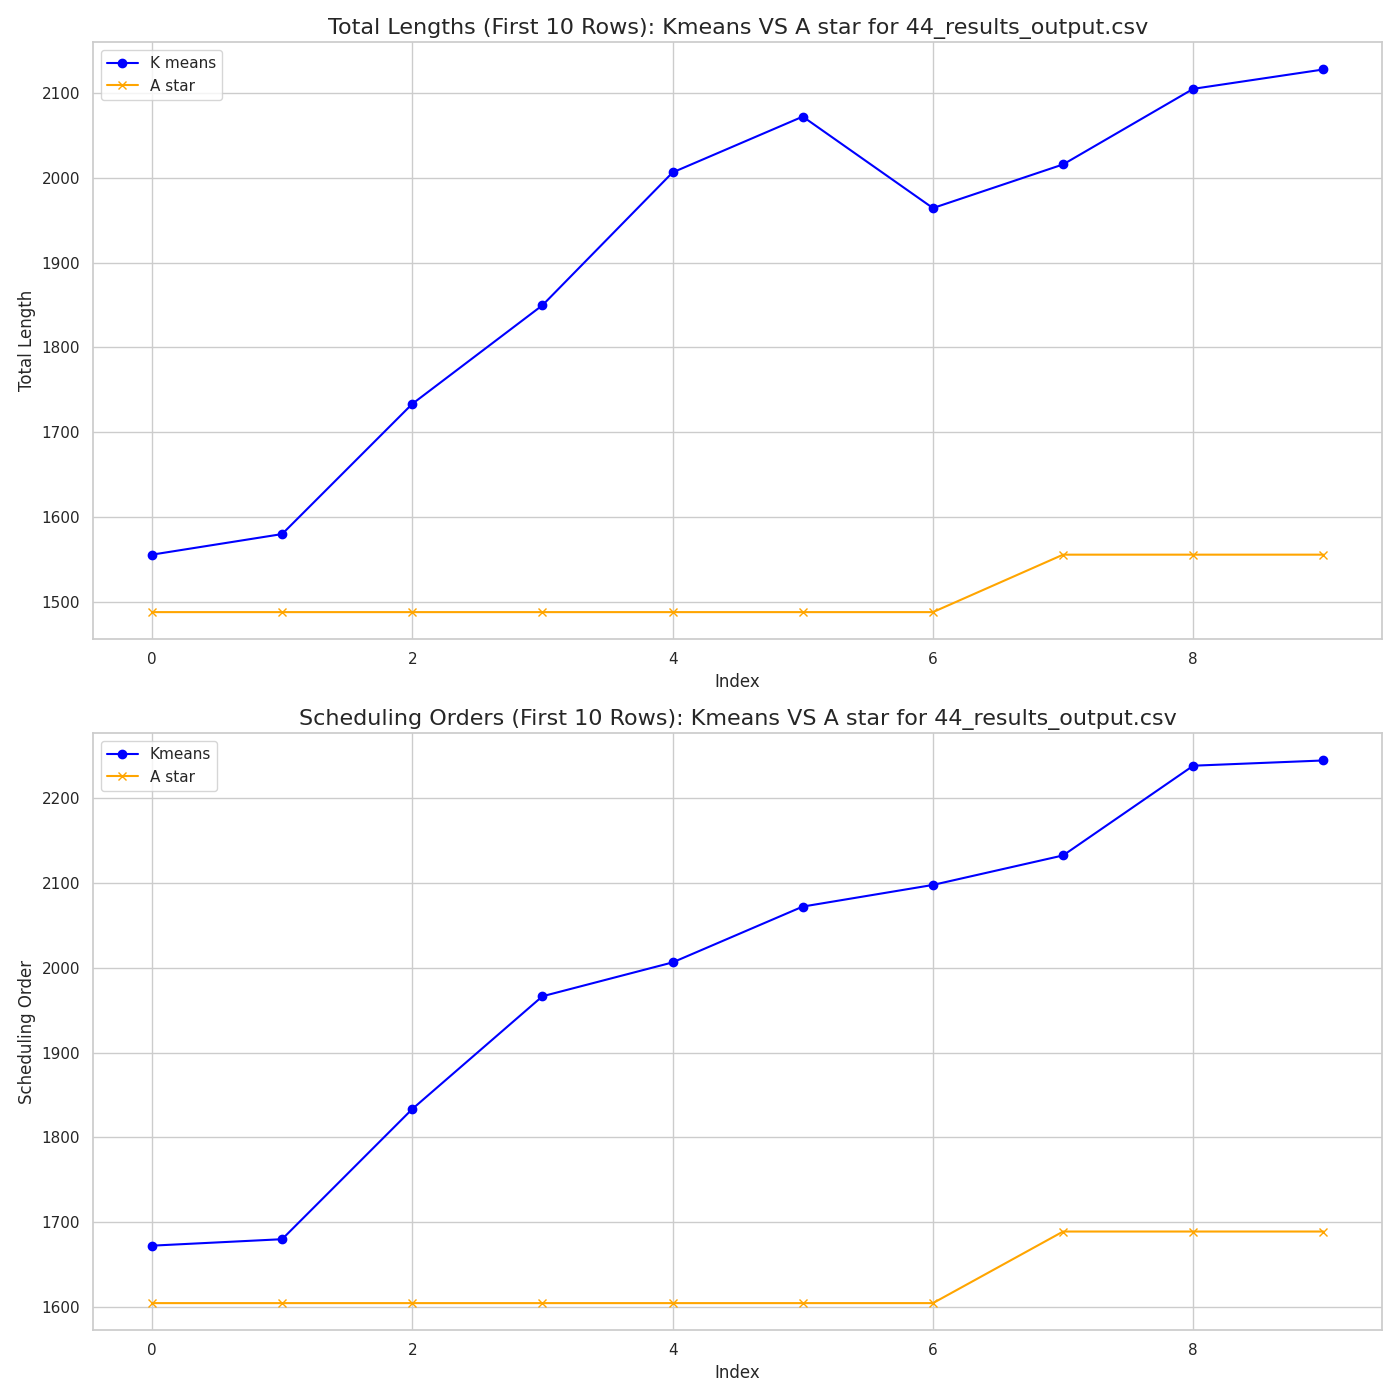 Total Lengths (First 10 Rows): Kmeans VS A star for 44_results_output.csv
K means
A star
2100
2000
1900
1800
1700
1600
1500
Total Length
0 2 4 6 8
Index
Scheduling Orders (First 10 Rows): Kmeans VS A star for 44_results_output.csv
Kmeans
A star
2200
2100
2000
1900
1800
1700
1600
Scheduling Order
0 2 4 6 8
Index